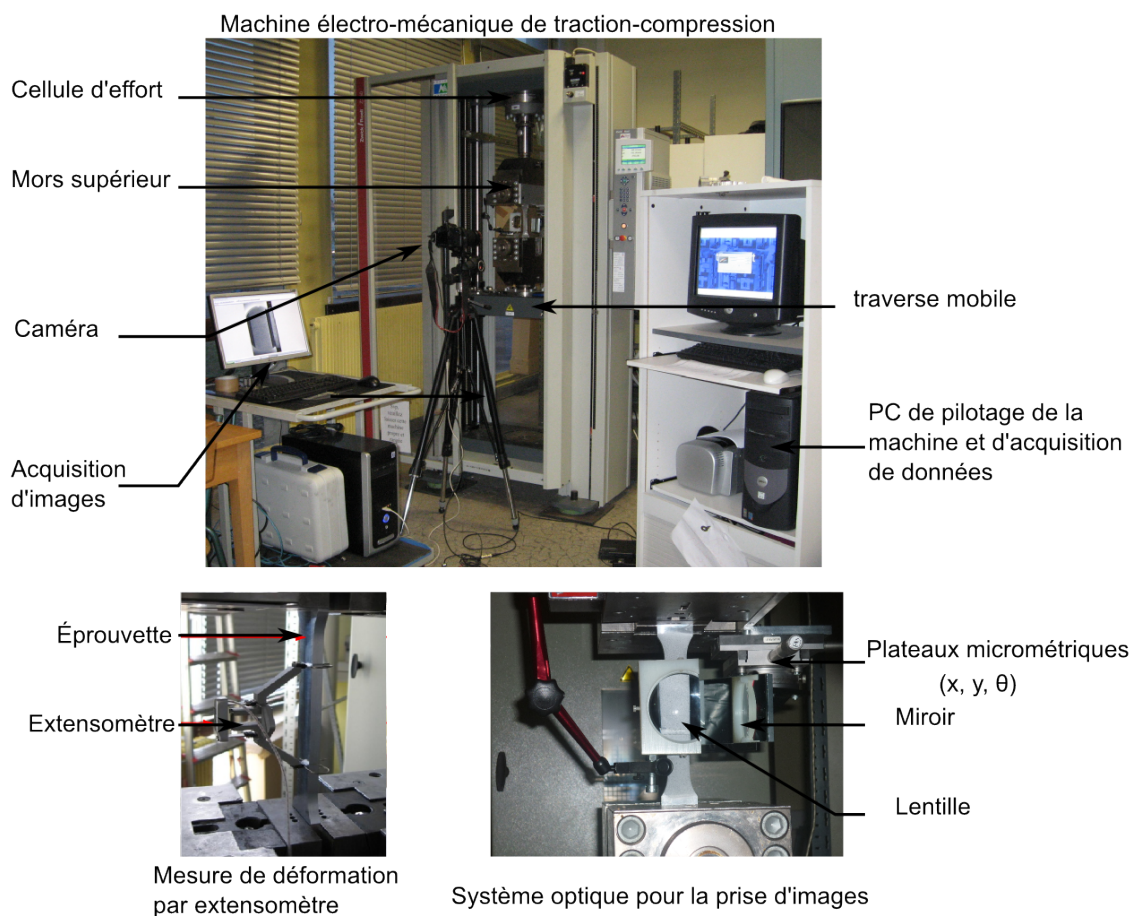 Machine électro-mécanique de traction-compression
Cellule d'effort
Mors supérieur
Caméra
Acquisition
d'images
traverse mobile
PC de pilotage de la
machine et d'acquisition
de données
Éprouvette
Extensomètre
Mesure de déformation
par extensomètre
Plateaux micrométriques
(x, y, θ)
Miroir
Lentille
Système optique pour la prise d'images